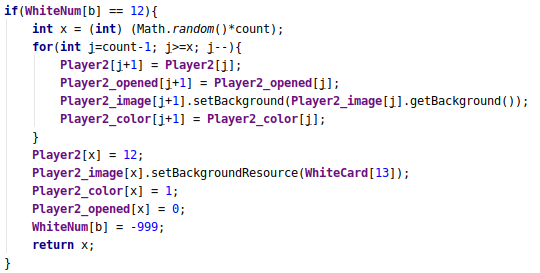 if(WhiteNum[b] == 12){
    int x = (int) (Math.random()*count);
    for(int j=count-1; j>=x; j--){
        Player2[j+1] = Player2[j];
        Player2_opened[j+1] = Player2_opened[j];
        Player2_image[j+1].setBackground(Player2_image[j].getBackground());
        Player2_color[j+1] = Player2_color[j];
    }
    Player2[x] = 12;
    Player2_image[x].setBackgroundResource(WhiteCard[13]);
    Player2_color[x] = 1;
    Player2_opened[x] = 0;
    WhiteNum[b] = -999;
    return x;
}